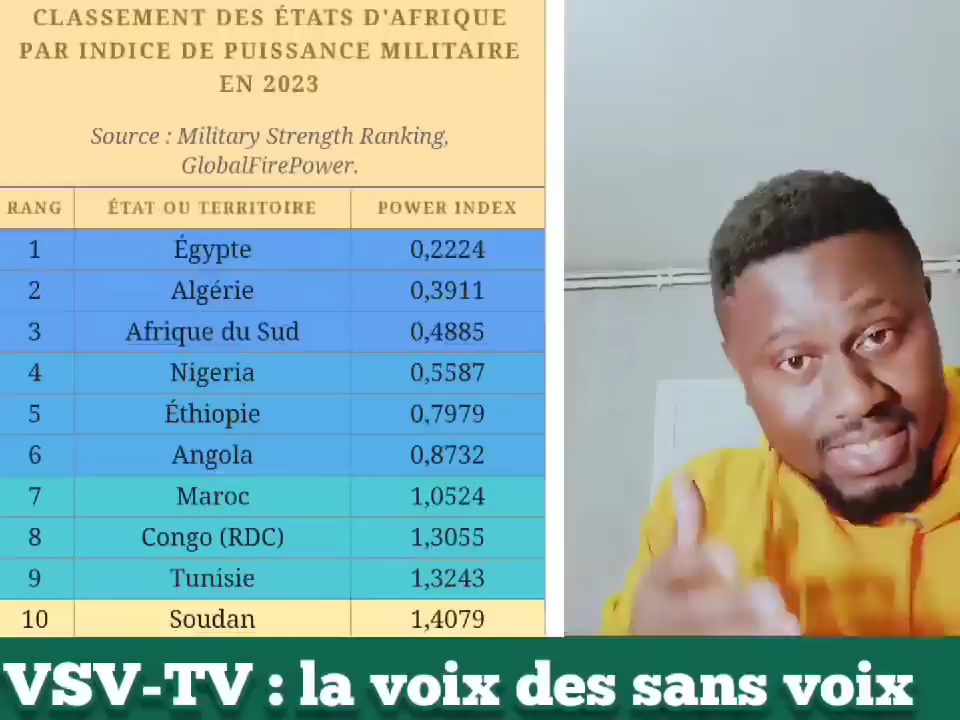 CLASSEMENT DES ÉTATS D'AFRIQUE
PAR INDICE DE PUISSANCE MILITAIRE
EN 2023
Source : Military Strength Ranking,
GlobalFirePower.
RANG ÉTAT OU TERRITOIRE POWER INDEX
1 Égypte 0,2224
2 Algérie 0,3911
3 Afrique du Sud 0,4885
4 Nigeria 0,5587
5 Éthiopie 0,7979
6 Angola 0,8732
7 Maroc 1,0524
8 Congo (RDC) 1,3055
9 Tunisie 1,3243
10 Soudan 1,4079
VSV-TV : la voix des sans voix